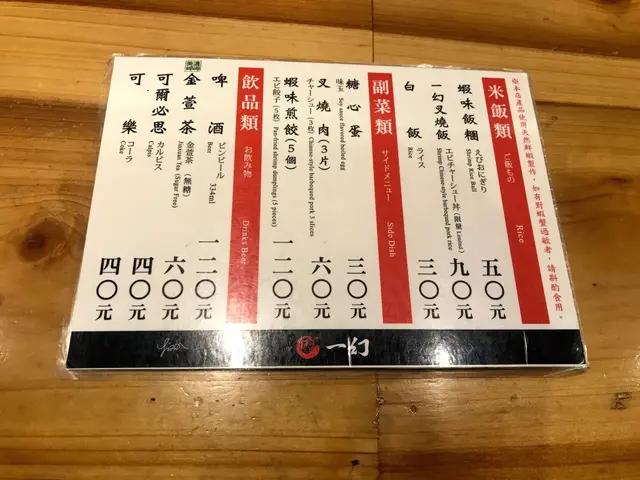 ※本店產品使用天然鮮蝦製作，如有對蝦蟹過敏者，請斟酌食用。
米飯類 ご飯もの Rice
蝦味飯糰 五〇元
えびおにぎり
Shrimp Rice Ball
一幻叉燒飯 九〇元
エビチャーシュー丼（限量 Limited）
Shrimp Chinese-style barbequed pork rice
白飯 三〇元
ライス
Rice
副菜類 サイドメニュー Side Dish
糖心蛋 三〇元
味玉 Soy sauce flavored boiled egg
叉燒肉（3片） 六〇元
チャーシュー（3枚） Chinese-style barbequed pork 3 slices
蝦味煎餃（5個） 一二〇元
エビ餃子（5個） Pan-fried shrimp dumplings (5 pieces)
飲品類 お飲み物 Drinks Beer
啤酒 一二〇元
ビンビール 334ml
Beer
金萱茶（無糖） 六〇元
金萱茶
Jinxuan Tea (Sugar Free)
可爾必思 四〇元
カルピス
Calpis
可樂 四〇元
コーラ
Coke
一幻